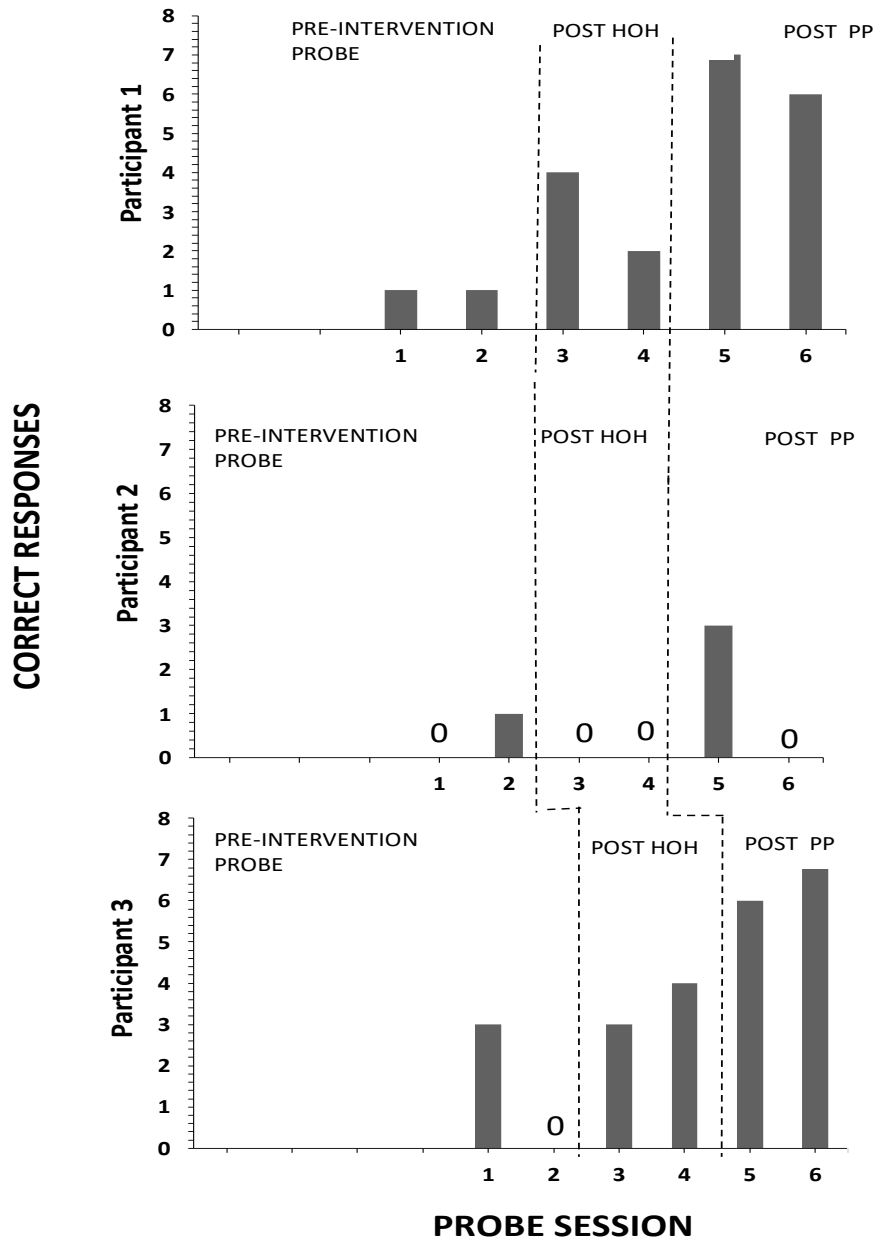 CORRECT RESPONSES
Participant 1
8
7
6
5
4
3
2
1
0
PRE-INTERVENTION
PROBE
POST HOH
POST PP
1 2 3 4 5 6
Participant 2
8
7
6
5
4
3
2
1
0
PRE-INTERVENTION
PROBE
POST HOH
POST PP
0 0 0 0
1 2 3 4 5 6
Participant 3
8
7
6
5
4
3
2
1
0
PRE-INTERVENTION
PROBE
POST HOH
POST PP
0
1 2 3 4 5 6
PROBE SESSION